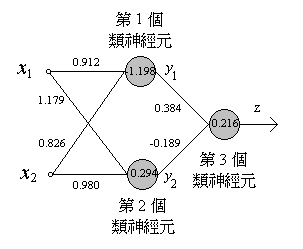 第 1 個
類神經元
0.912
x1
-1.198
y1
1.179
0.384
z
0.216
0.826
-0.189
第 3 個
類神經元
x2
0.980
0.294
y2
第 2 個
類神經元